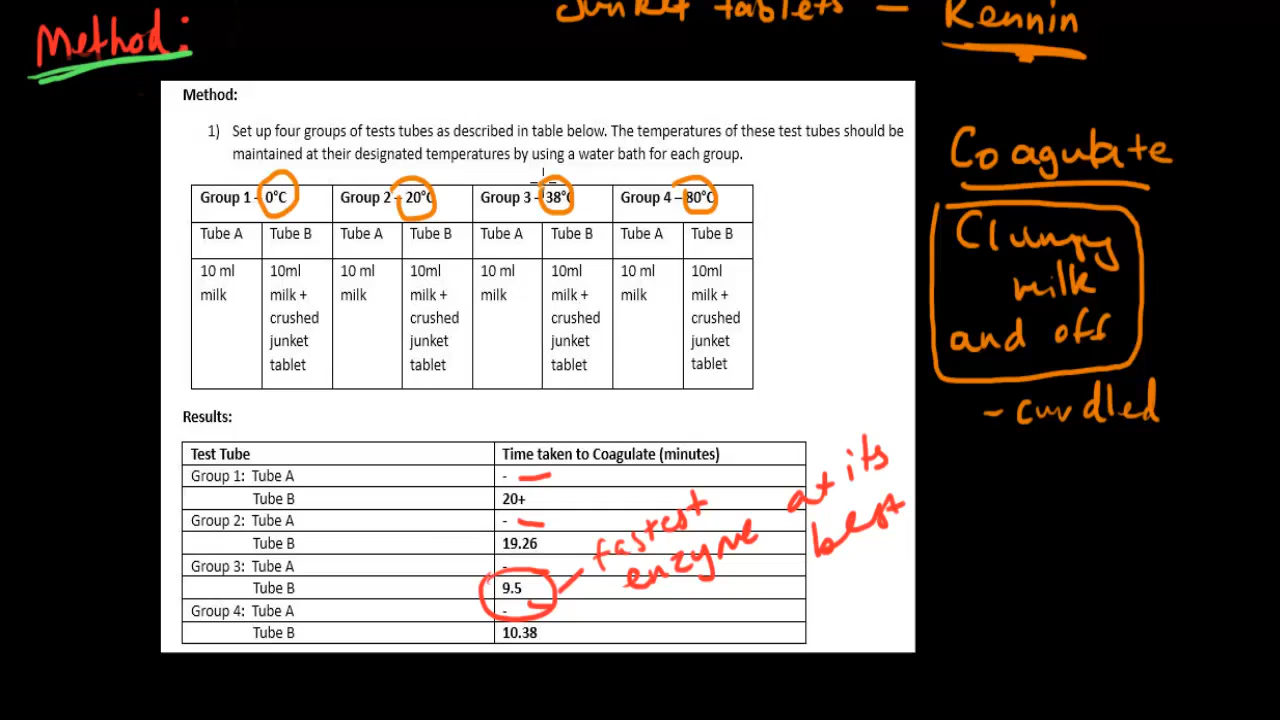 Junket tablets - Rennin
Method:
Method:
1) Set up four groups of tests tubes as described in table below. The temperatures of these test tubes should be
maintained at their designated temperatures by using a water bath for each group.
Group 1 – 0°C Group 2 – 20°C Group 3 – 38°C Group 4 – 80°C
Tube A Tube B Tube A Tube B Tube A Tube B Tube A Tube B
10 ml 10ml 10 ml 10ml 10 ml 10ml 10 ml 10ml
milk milk + milk milk + milk milk + milk milk +
crushed crushed crushed crushed
junket junket junket junket
tablet tablet tablet tablet
Coagulate
Clumpy
milk
and off
- curdled
Results:
Test Tube Time taken to Coagulate (minutes)
Group 1: Tube A -
Tube B 20+
Group 2: Tube A -
Tube B 19.26
Group 3: Tube A -
Tube B 9.5
Group 4: Tube A -
Tube B 10.38
fastest
enzyme at its
best